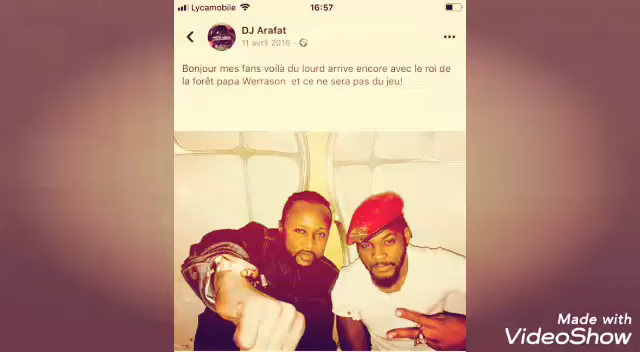 Lycamobile 16:57
DJ Arafat
11 avril 2016
Bonjour mes fans voilà du lourd arrive encore avec le roi de
la forêt papa Werrason et ce ne sera pas du jeu!
Made with
VideoShow